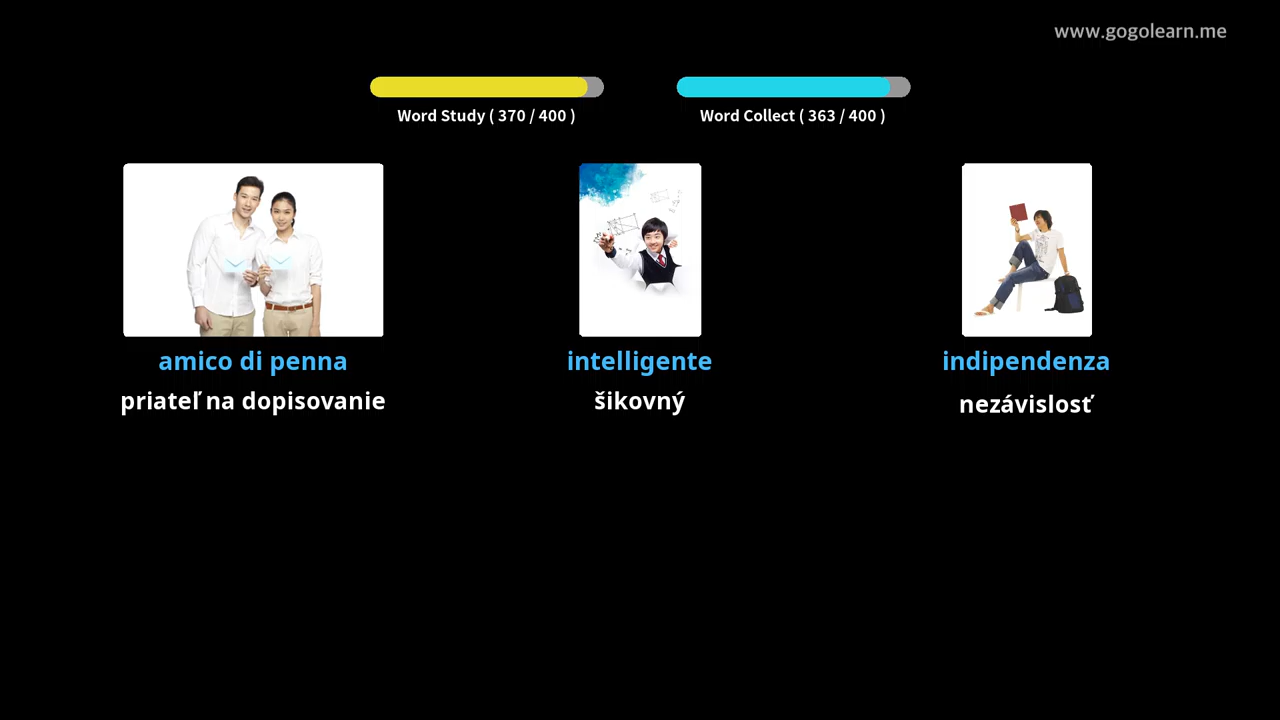 www.gogolearn.me
Word Study ( 370 / 400 )
Word Collect ( 363 / 400 )
amico di penna
intelligente
indipendenza
priateľ na dopisovanie
šikovný
nezávislosť